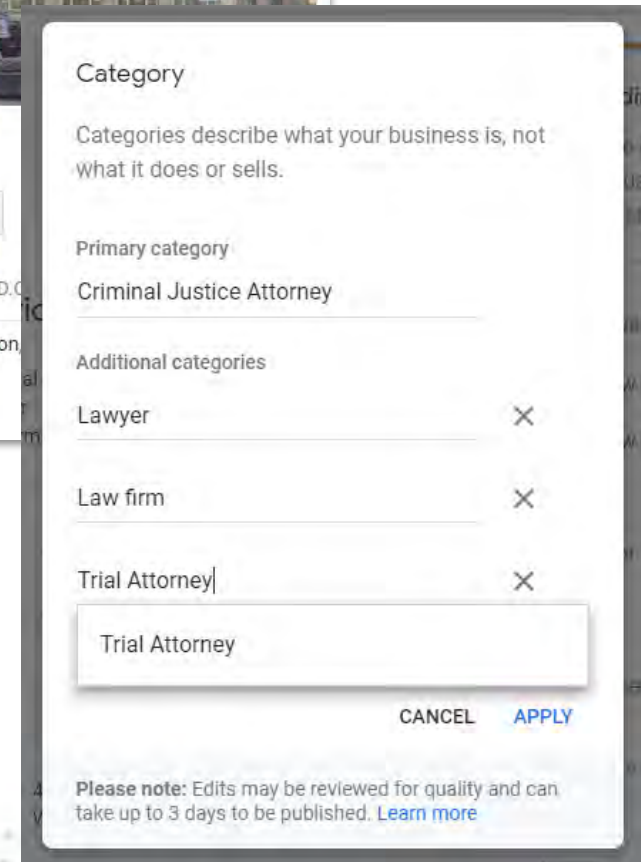 Category
Categories describe what your business is, not
what it does or sells.
Primary category
Criminal Justice Attorney
Additional categories
Lawyer
Law firm
Trial Attorney
Trial Attorney
CANCEL APPLY
Please note: Edits may be reviewed for quality and can
take up to 3 days to be published. Learn more